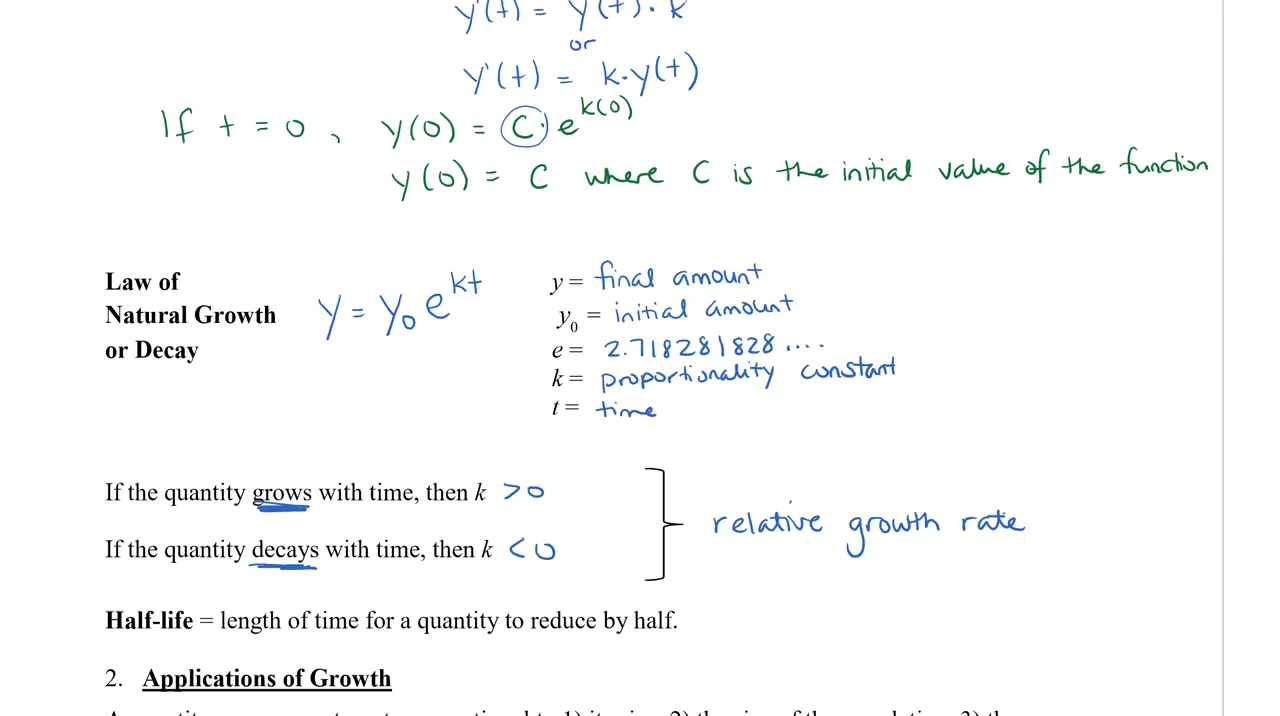 y'(t) = y(t) · k
or
y'(t) = k·y(t)
If t = 0 , y(0) = C · e^k(0)
y(0) = C where C is the initial value of the function
Law of
Natural Growth
or Decay
y = y₀ e^kt
y = final amount
y₀ = initial amount
e = 2.718281828 ....
k = proportionality constant
t = time
If the quantity grows with time, then k > 0
If the quantity decays with time, then k < 0
relative growth rate
Half-life = length of time for a quantity to reduce by half.
2. Applications of Growth